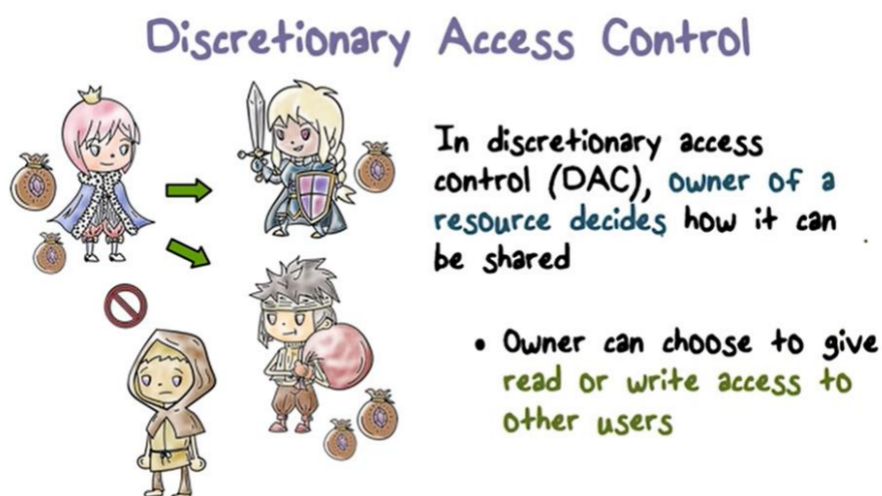 Discretionary Access Control
In discretionary access
control (DAC), owner of a
resource decides how it can
be shared
• Owner can choose to give
read or write access to
other users